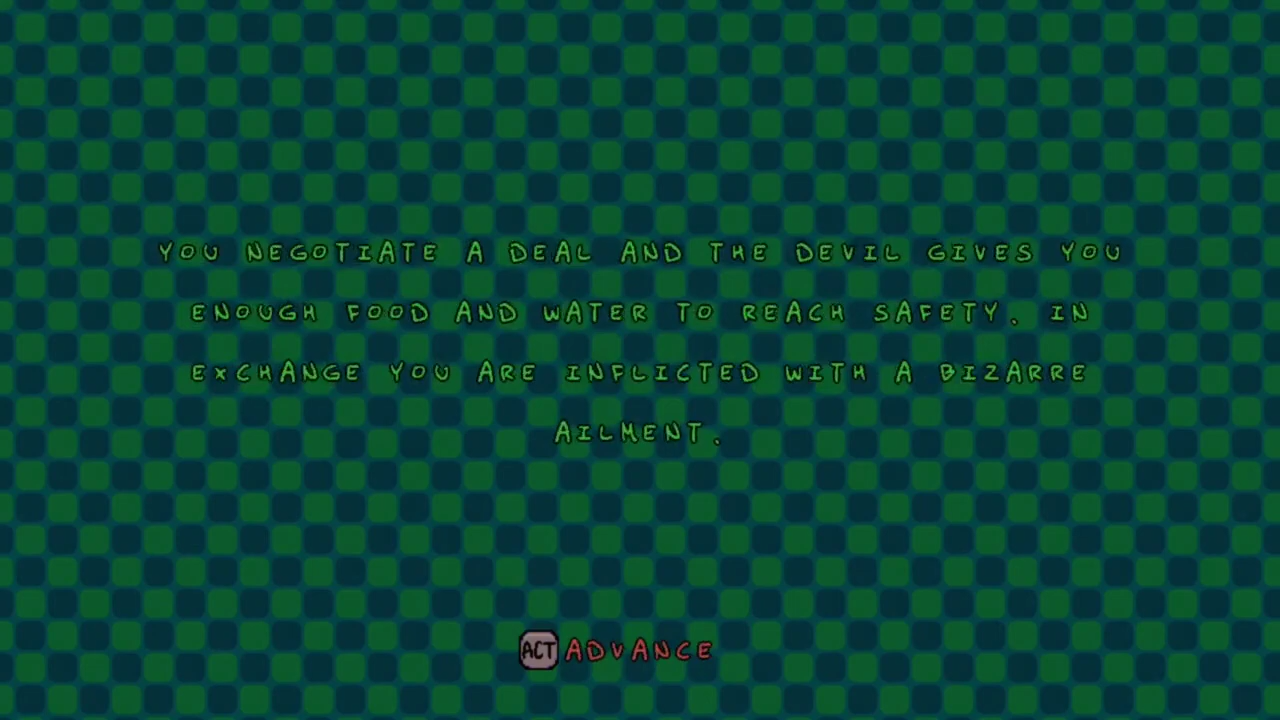 YOU NEGOTIATE A DEAL AND THE DEVIL GIVES YOU
ENOUGH FOOD AND WATER TO REACH SAFETY. IN
EXCHANGE YOU ARE INFLICTED WITH A BIZARRE
AILMENT.
ACT ADVANCE